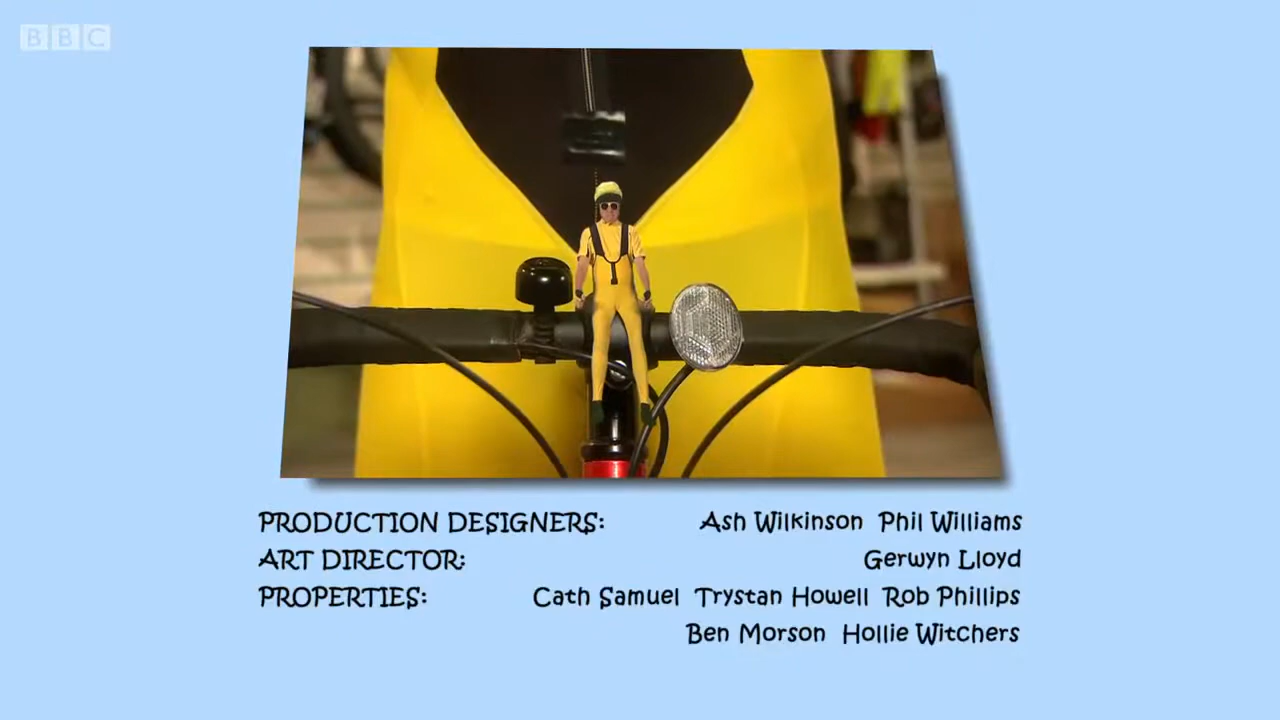 BBC
PRODUCTION DESIGNERS: Ash Wilkinson Phil Williams
ART DIRECTOR: Gerwyn Lloyd
PROPERTIES: Cath Samuel Trystan Howell Rob Phillips
Ben Morson Hollie Witchers